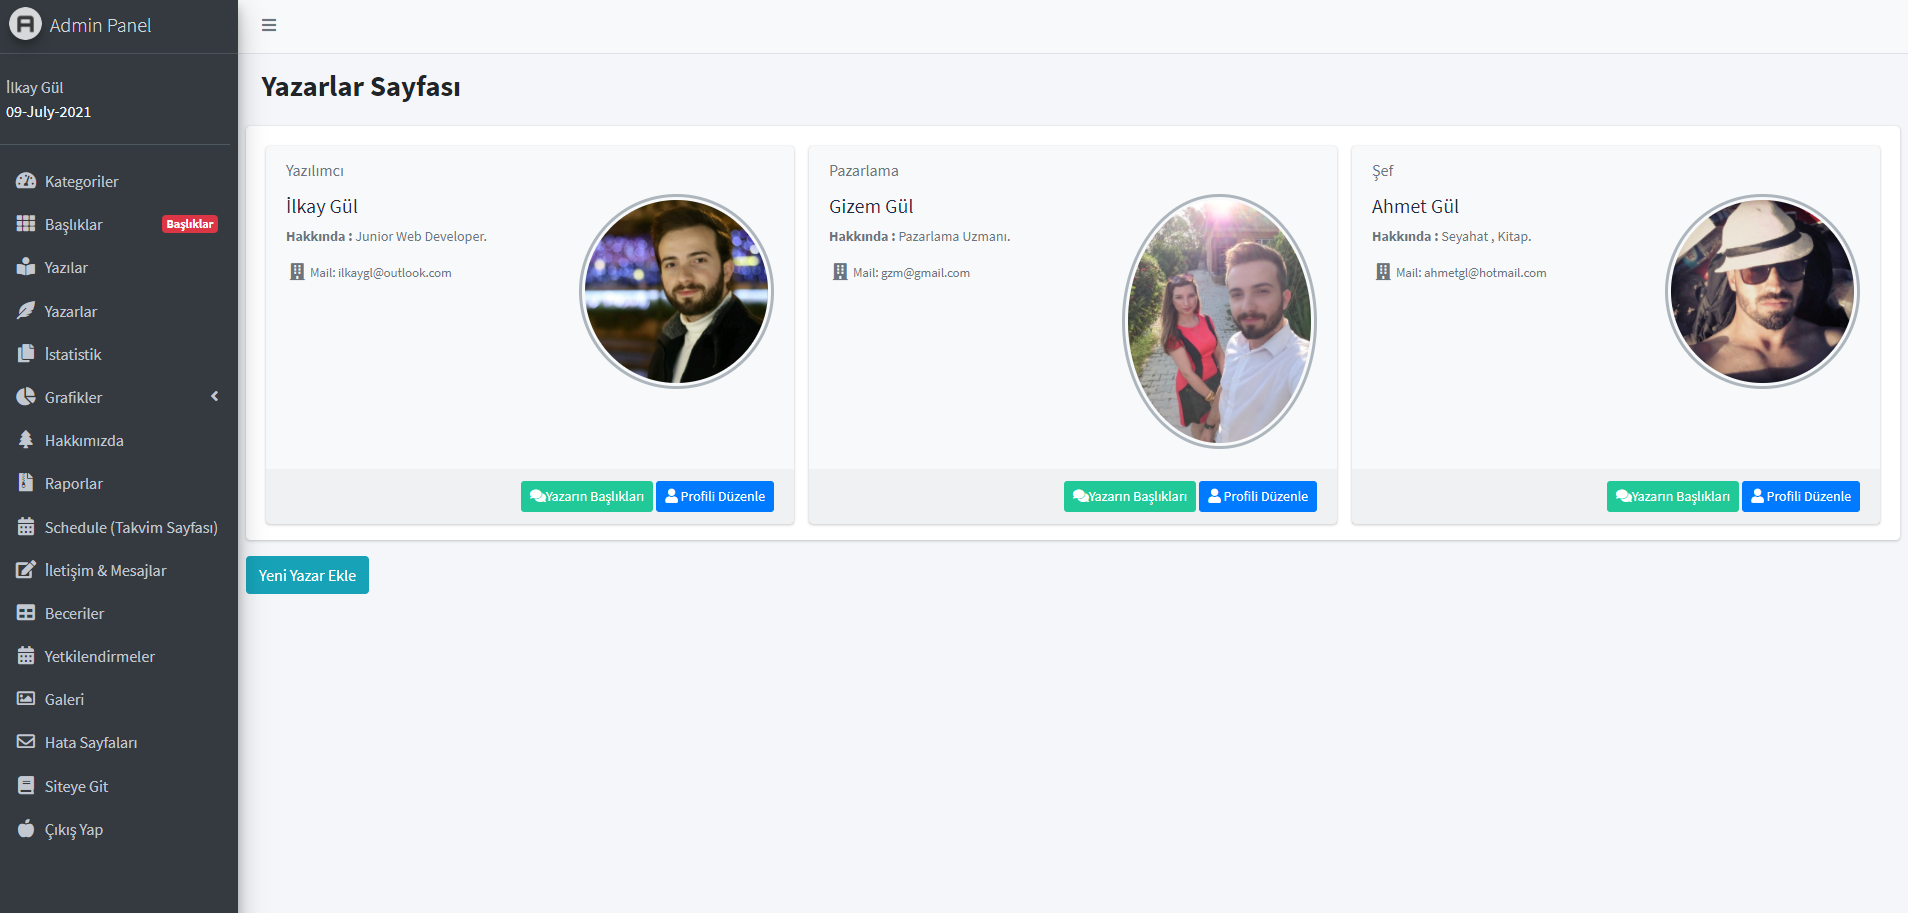 Admin Panel
İlkay Gül
09-July-2021
Kategoriler
Başlıklar Başlıklar
Yazılar
Yazarlar
İstatistik
Grafikler
Hakkımızda
Raporlar
Schedule (Takvim Sayfası)
İletişim & Mesajlar
Beceriler
Yetkilendirmeler
Galeri
Hata Sayfaları
Siteye Git
Çıkış Yap
Yazarlar Sayfası
Yazılımcı
İlkay Gül
Hakkında : Junior Web Developer.
Mail: ilkaygl@outlook.com
Yazarın Başlıkları Profili Düzenle
Pazarlama
Gizem Gül
Hakkında : Pazarlama Uzmanı.
Mail: gzm@gmail.com
Yazarın Başlıkları Profili Düzenle
Şef
Ahmet Gül
Hakkında : Seyahat , Kitap.
Mail: ahmetgl@hotmail.com
Yazarın Başlıkları Profili Düzenle
Yeni Yazar Ekle